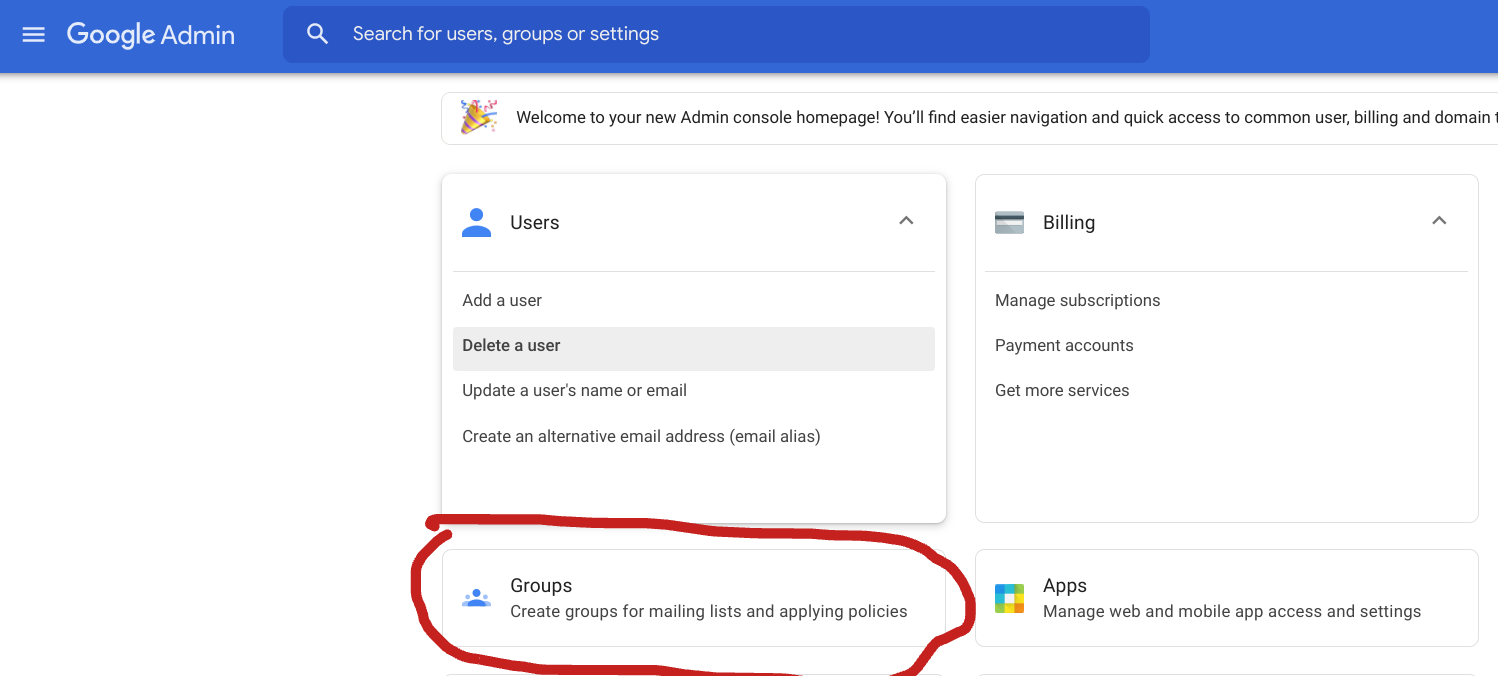 Google Admin
Search for users, groups or settings
Welcome to your new Admin console homepage! You'll find easier navigation and quick access to common user, billing and domain
Users
Add a user
Delete a user
Update a user's name or email
Create an alternative email address (email alias)
Billing
Manage subscriptions
Payment accounts
Get more services
Groups
Create groups for mailing lists and applying policies
Apps
Manage web and mobile app access and settings